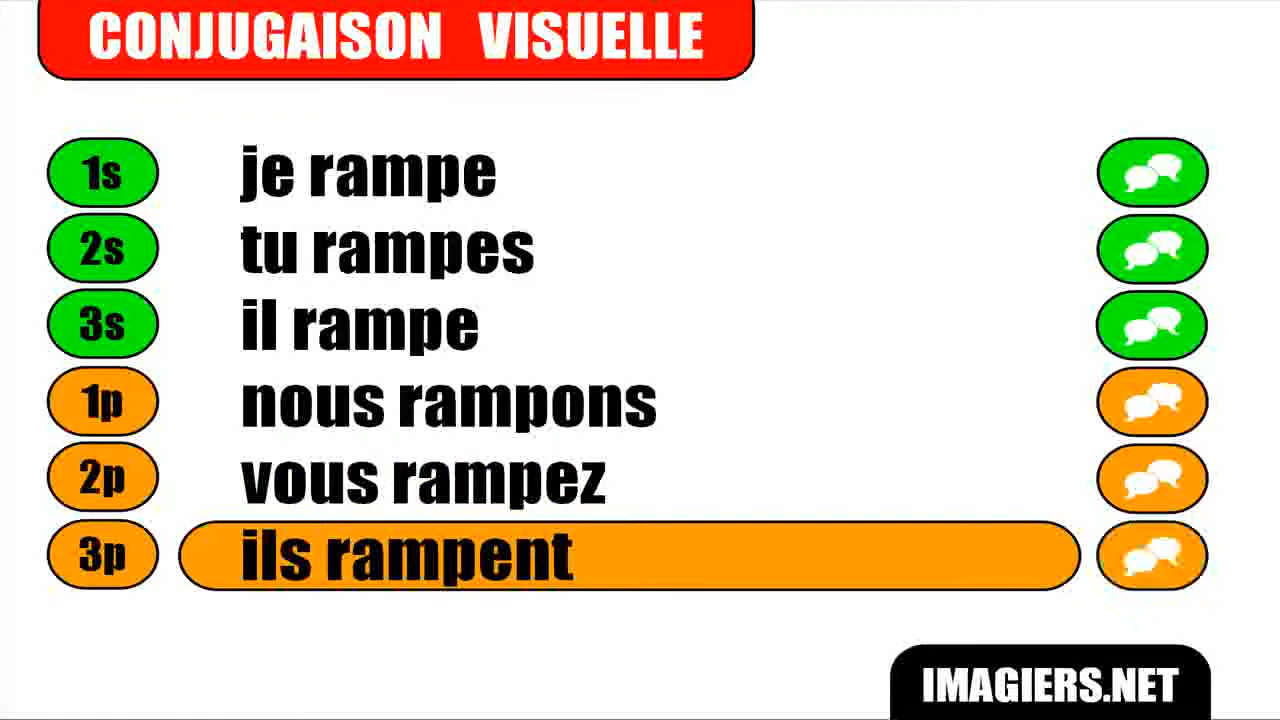 CONJUGAISON VISUELLE
1s je rampe
2s tu rampes
3s il rampe
1p nous rampons
2p vous rampez
3p ils rampent
IMAGIERS.NET